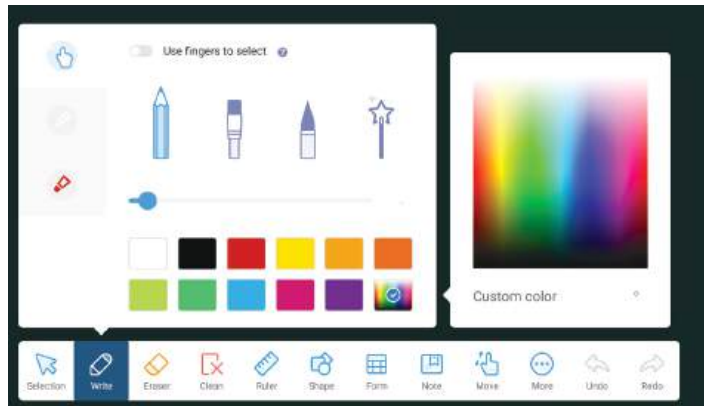 Use fingers to select
Custom color
Selection
Write
Eraser
Clean
Ruler
Shape
Form
Note
Move
More
Undo
Redo